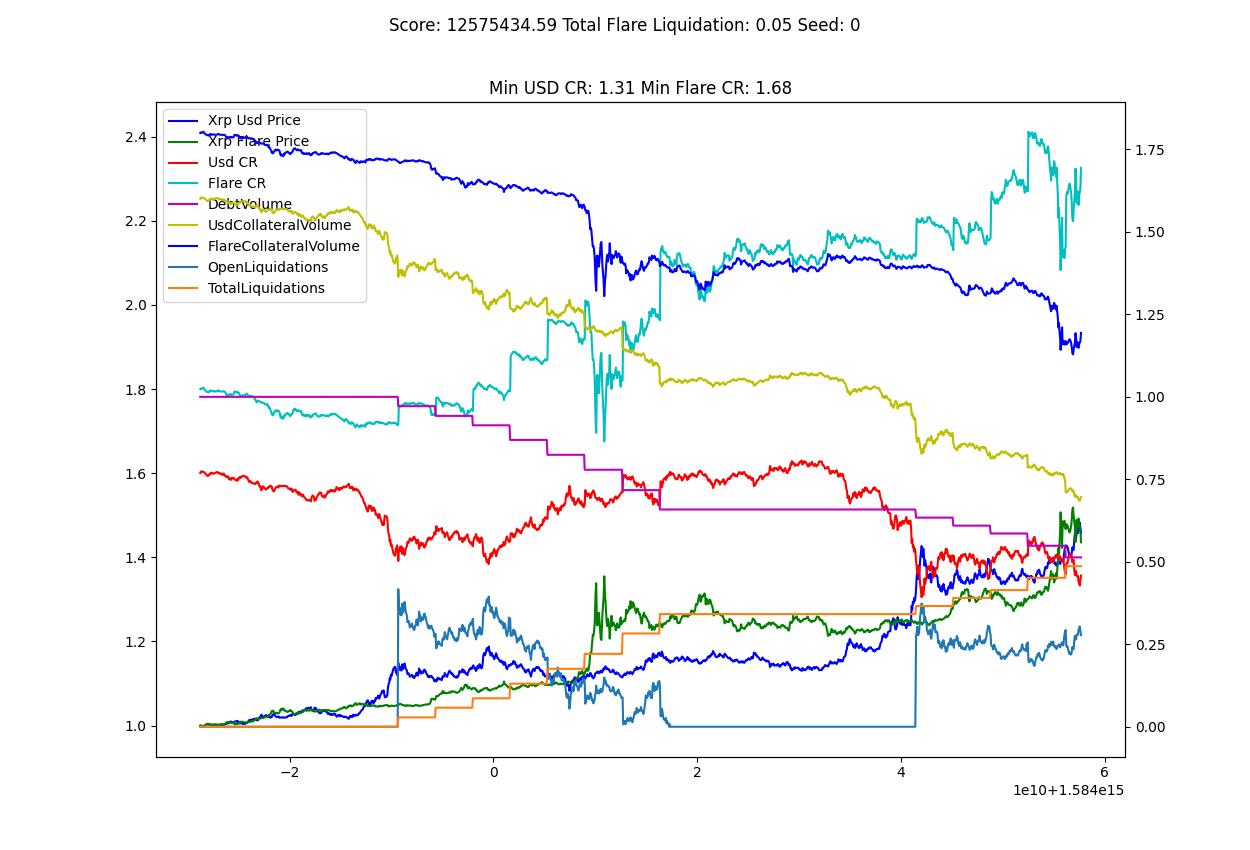 Score: 12575434.59 Total Flare Liquidation: 0.05 Seed: 0
Min USD CR: 1.31 Min Flare CR: 1.68
Xrp Usd Price
Xrp Flare Price
Usd CR
Flare CR
DebtVolume
UsdCollateralVolume
FlareCollateralVolume
OpenLiquidations
TotalLiquidations
2.4
2.2
2.0
1.8
1.6
1.4
1.2
1.0
1.75
1.50
1.25
1.00
0.75
0.50
0.25
0.00
−2
0
2
4
6
1e10+1.584e15